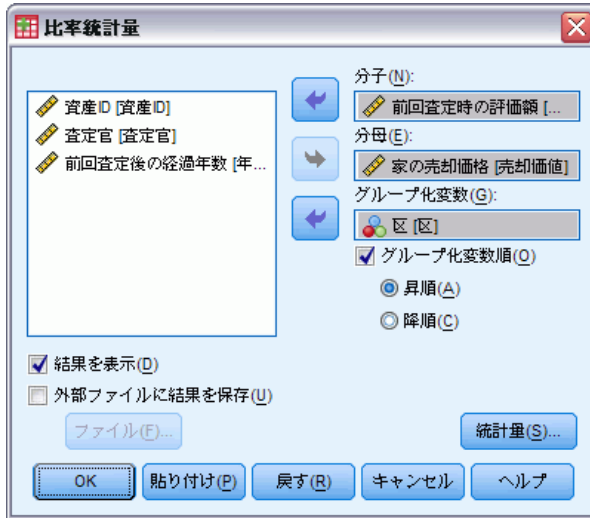 比率統計量
資産ID [資産ID]
査定官 [査定官]
前回査定後の経過年数 [年...
分子(N):
前回査定時の評価額 [...
分母(E):
家の売却価格 [売却価値]
グループ化変数(G):
区 [区]
グループ化変数順(O)
昇順(A)
降順(C)
結果を表示(D)
外部ファイルに結果を保存(U)
ファイル(F)...
統計量(S)...
OK
貼り付け(P)
戻す(R)
キャンセル
ヘルプ